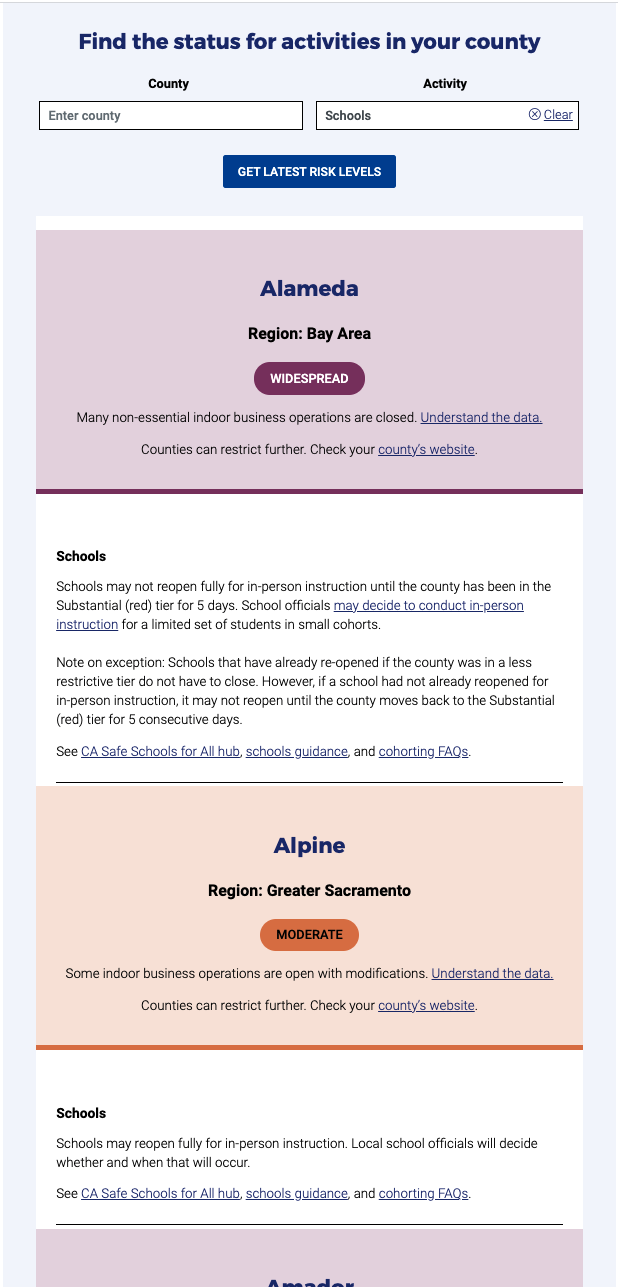 Find the status for activities in your county
County
Activity
Enter county
Schools
Clear
GET LATEST RISK LEVELS
Alameda
Region: Bay Area
WIDESPREAD
Many non-essential indoor business operations are closed. Understand the data.
Counties can restrict further. Check your county's website.
Schools
Schools may not reopen fully for in-person instruction until the county has been in the
Substantial (red) tier for 5 days. School officials may decide to conduct in-person
instruction for a limited set of students in small cohorts.
Note on exception: Schools that have already re-opened if the county was in a less
restrictive tier do not have to close. However, if a school had not already reopened for
in-person instruction, it may not reopen until the county moves back to the Substantial
(red) tier for 5 consecutive days.
See CA Safe Schools for All hub, schools guidance, and cohorting FAQs.
Alpine
Region: Greater Sacramento
MODERATE
Some indoor business operations are open with modifications. Understand the data.
Counties can restrict further. Check your county's website.
Schools
Schools may reopen fully for in-person instruction. Local school officials will decide
whether and when that will occur.
See CA Safe Schools for All hub, schools guidance, and cohorting FAQs.
Amador